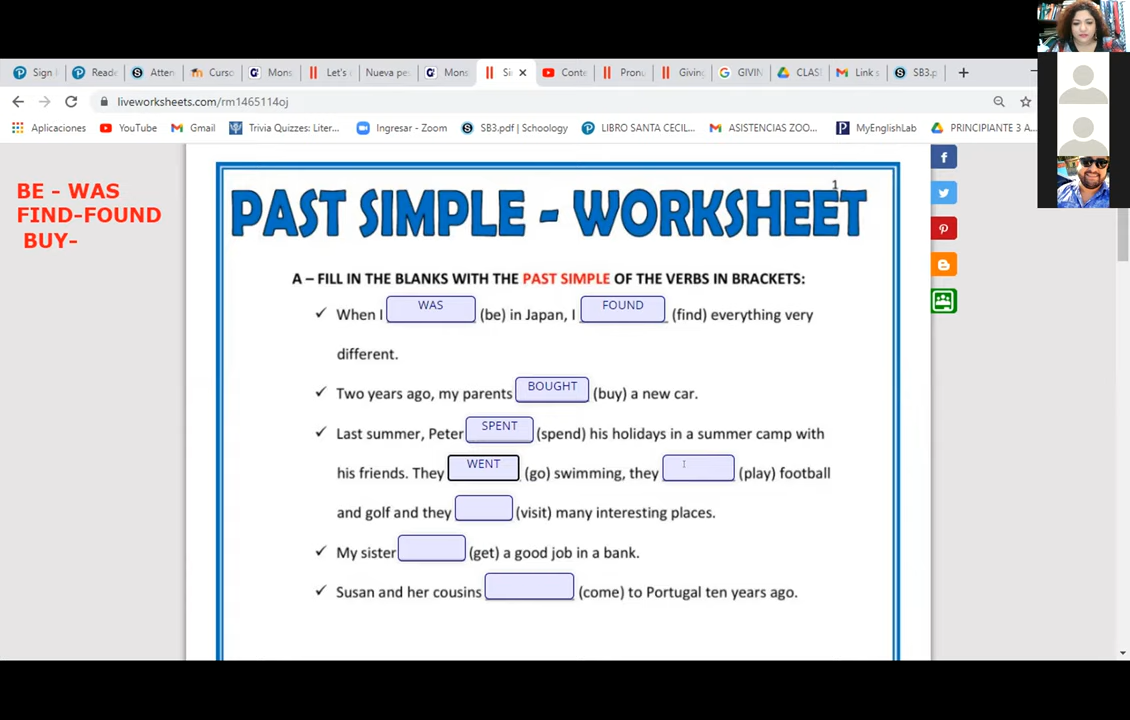 Sign
Reade
Atten
Curso
Mons
Let's
Nueva pes
Mons
Si
Conte
Pronu
Giving
GIVIN
CLASE
Link s
SB3.p
liveworksheets.com/rm1465114oj
Aplicaciones
YouTube
Gmail
Trivia Quizzes: Liter...
Ingresar - Zoom
SB3.pdf | Schoology
LIBRO SANTA CECIL...
ASISTENCIAS ZOO...
MyEnglishLab
PRINCIPIANTE 3 A
BE - WAS
FIND-FOUND
BUY-
1
PAST SIMPLE - WORKSHEET
A – FILL IN THE BLANKS WITH THE PAST SIMPLE OF THE VERBS IN BRACKETS:
✓ When I WAS (be) in Japan, I FOUND (find) everything very
different.
✓ Two years ago, my parents BOUGHT (buy) a new car.
✓ Last summer, Peter SPENT (spend) his holidays in a summer camp with
his friends. They WENT (go) swimming, they (play) football
and golf and they (visit) many interesting places.
✓ My sister (get) a good job in a bank.
✓ Susan and her cousins (come) to Portugal ten years ago.